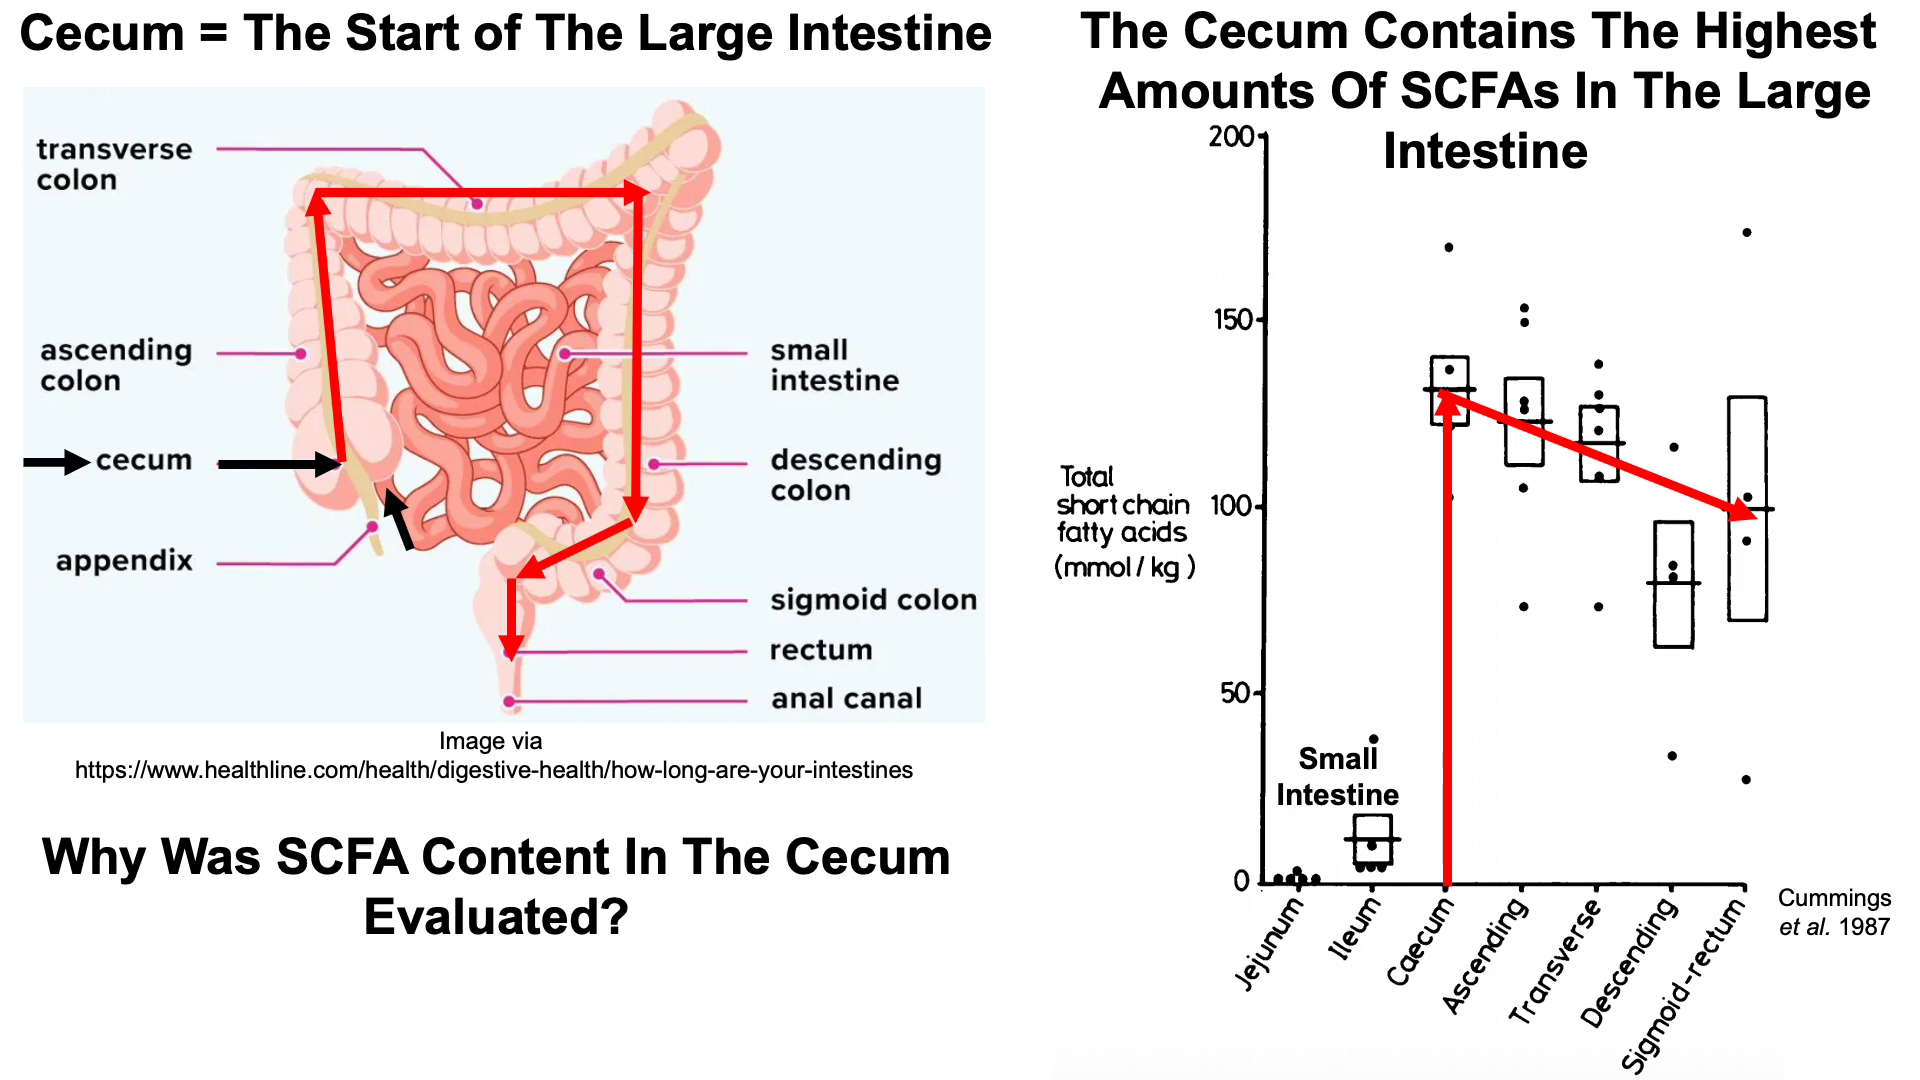 Cecum = The Start of The Large Intestine
transverse
colon
ascending
colon
cecum
appendix
small
intestine
descending
colon
sigmoid colon
rectum
anal canal
Image via
https://www.healthline.com/health/digestive-health/how-long-are-your-intestines
Why Was SCFA Content In The Cecum
Evaluated?
The Cecum Contains The Highest
Amounts Of SCFAs In The Large
Intestine
200
150
100
50
0
Total
short chain
fatty acids
(mmol / kg )
Small
Intestine
Jejunum
Ileum
Caecum
Ascending
Transverse
Descending
Sigmoid-rectum
Cummings
et al. 1987